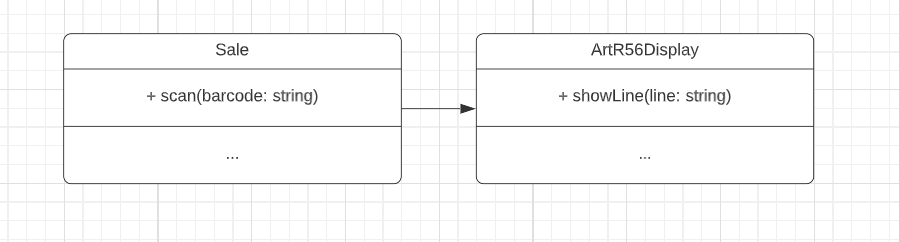 Sale
+ scan(barcode: string)
...
ArtR56Display
+ showLine(line: string)
...